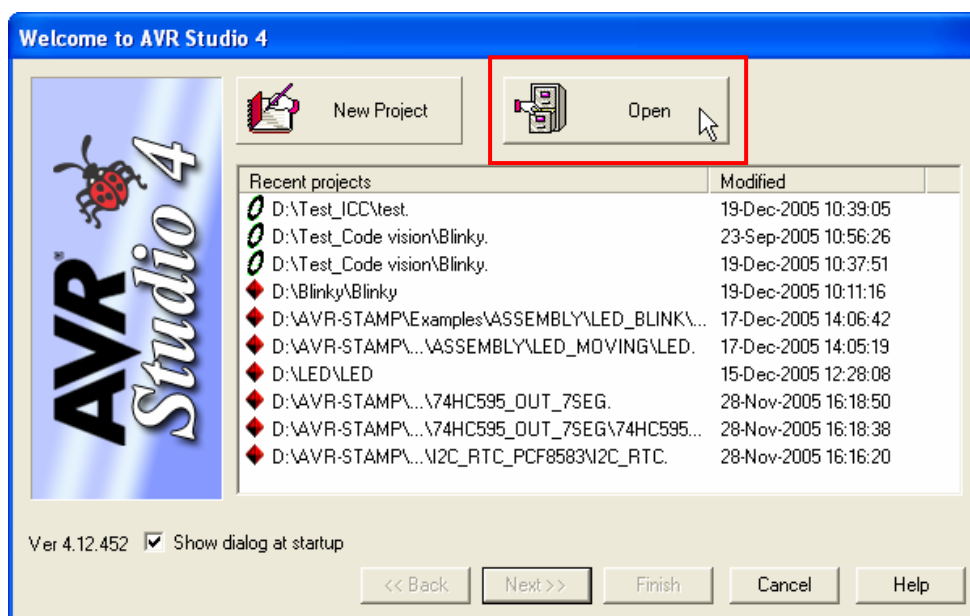 Welcome to AVR Studio 4
New Project
Open
AVR®
Studio 4
Recent projects Modified
D:\Test_ICC\test. 19-Dec-2005 10:39:05
D:\Test_Code vision\Blinky. 23-Sep-2005 10:56:26
D:\Test_Code vision\Blinky. 19-Dec-2005 10:37:51
D:\Blinky\Blinky 19-Dec-2005 10:11:16
D:\AVR-STAMP\Examples\ASSEMBLY\LED_BLINK\... 17-Dec-2005 14:06:42
D:\AVR-STAMP\...\ASSEMBLY\LED_MOVING\LED. 17-Dec-2005 14:05:19
D:\LED\LED 15-Dec-2005 12:28:08
D:\AVR-STAMP\...\74HC595_OUT_7SEG. 28-Nov-2005 16:18:50
D:\AVR-STAMP\...\74HC595_OUT_7SEG\74HC595... 28-Nov-2005 16:18:38
D:\AVR-STAMP\...\I2C_RTC_PCF8583\I2C_RTC. 28-Nov-2005 16:16:20
Ver 4.12.452 Show dialog at startup
<< Back Next >> Finish Cancel Help